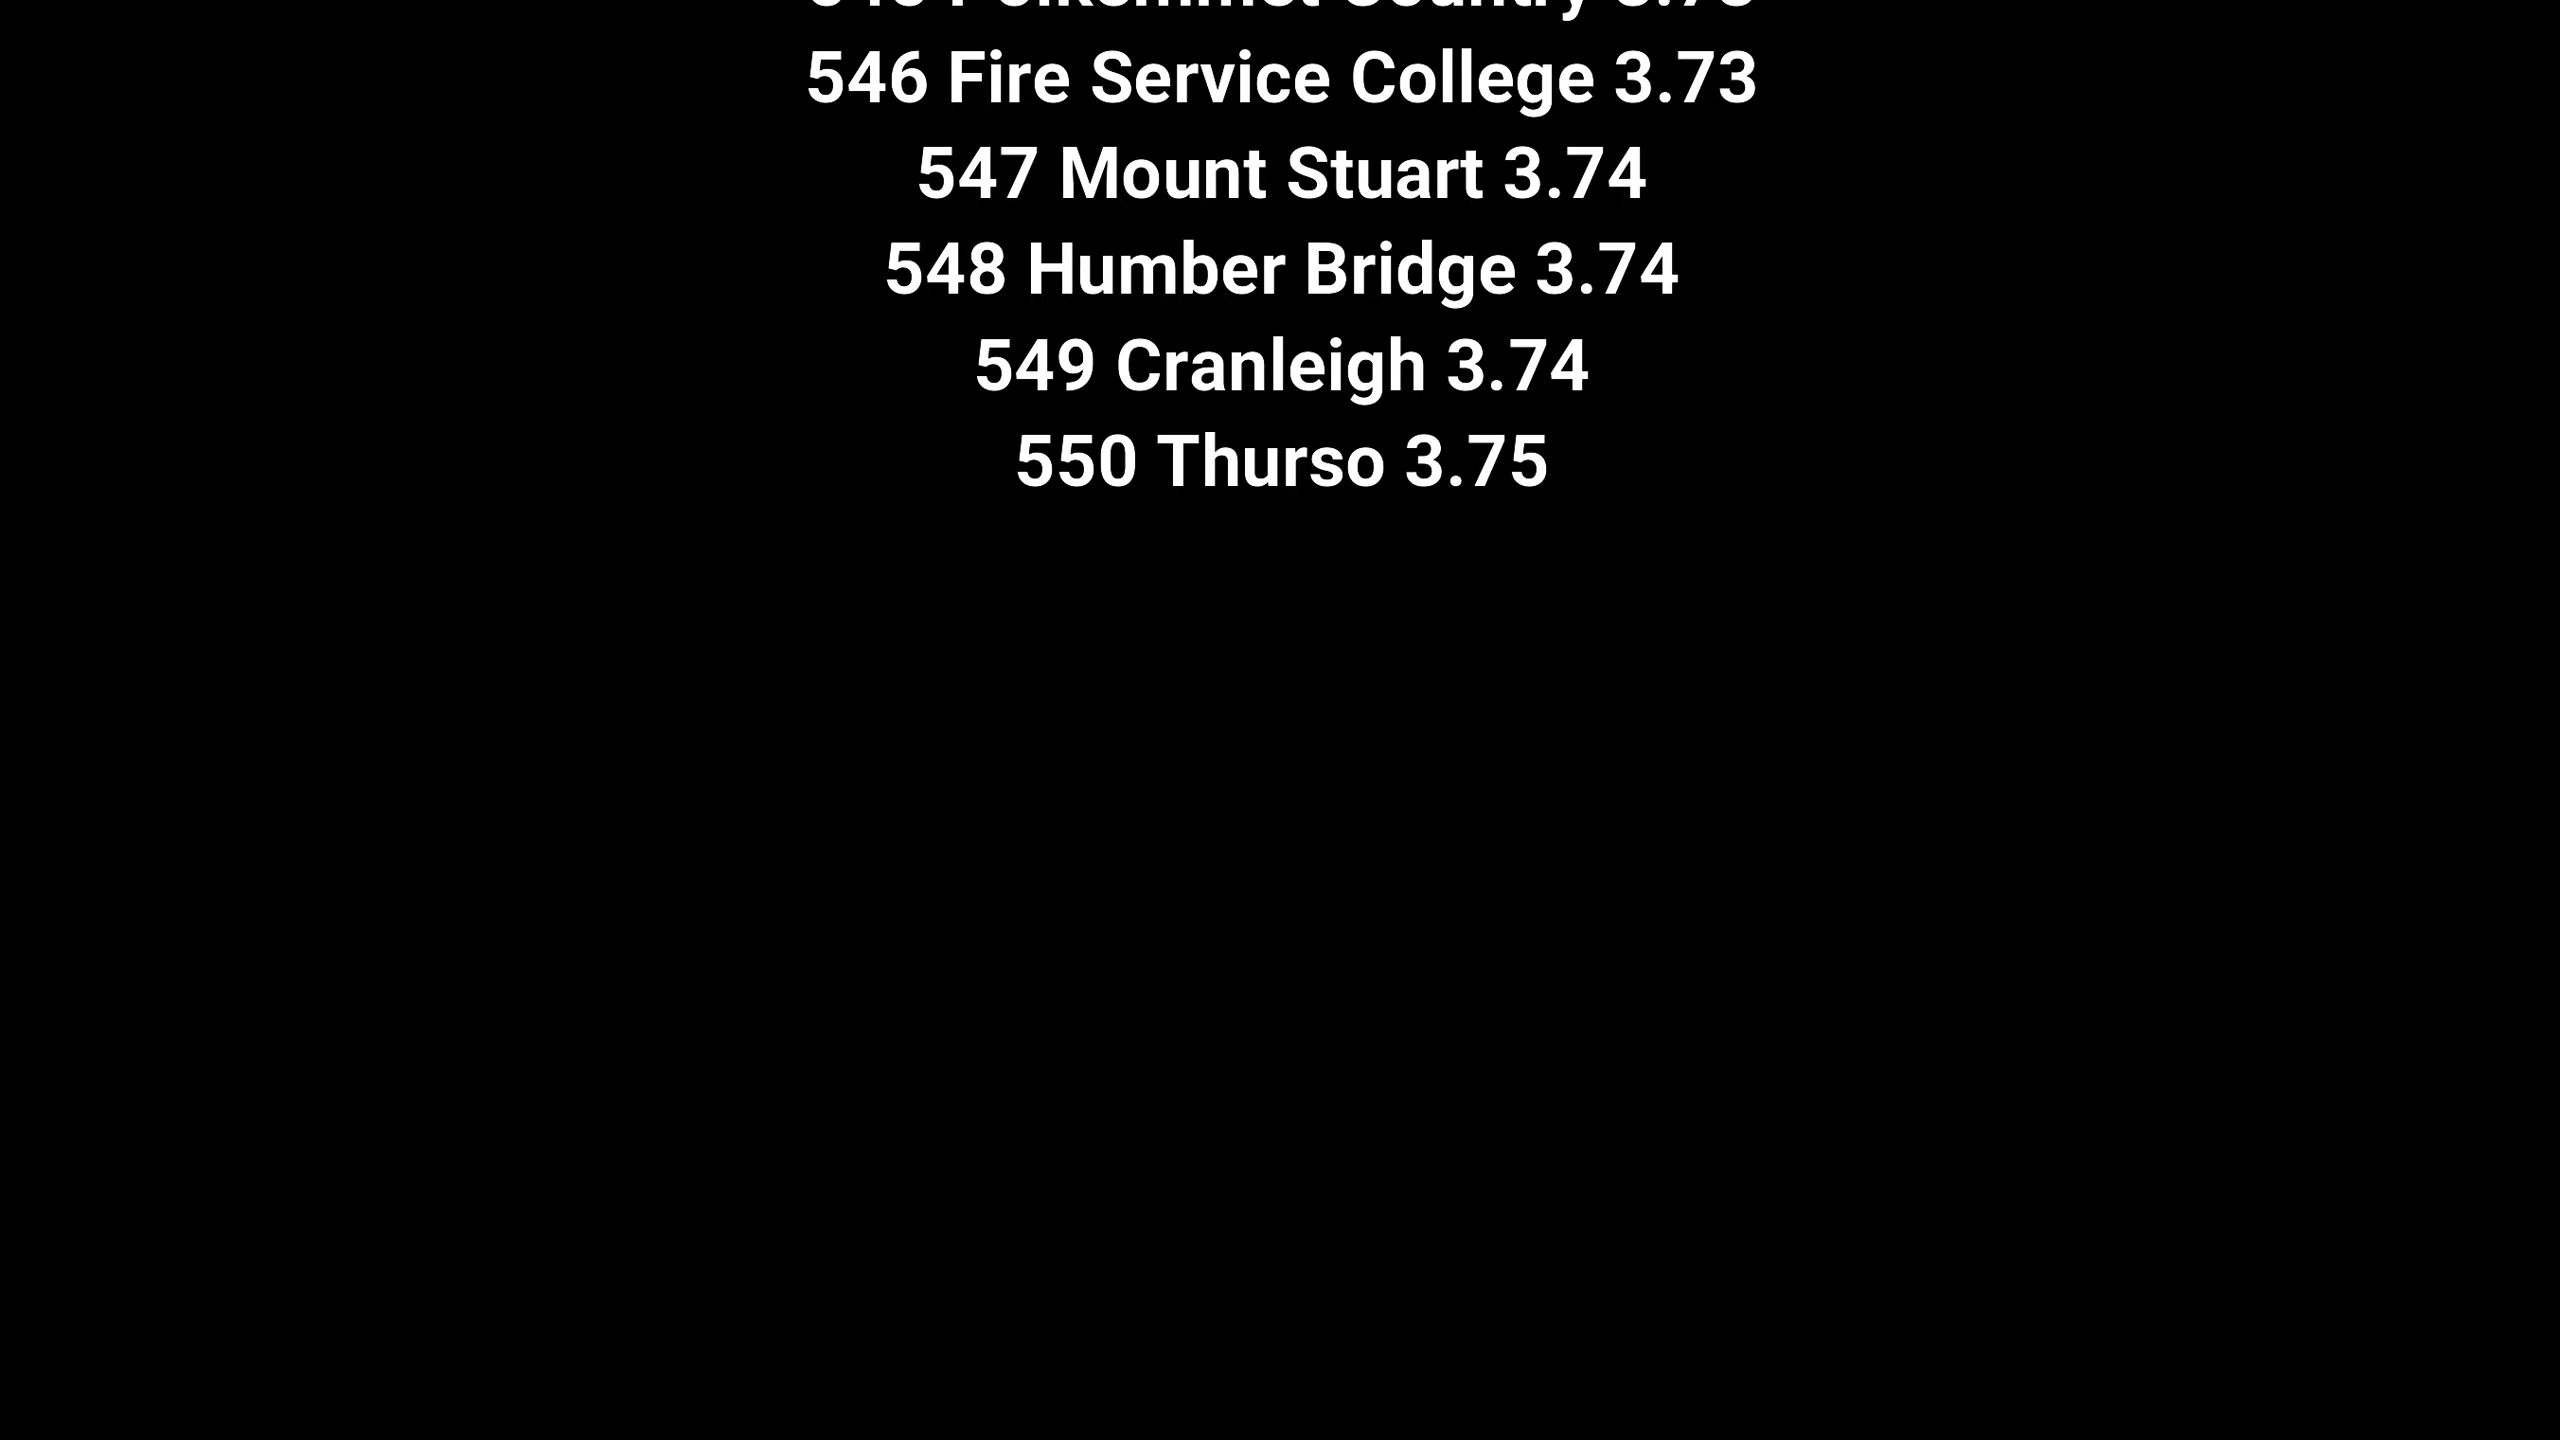 546 Fire Service College 3.73
547 Mount Stuart 3.74
548 Humber Bridge 3.74
549 Cranleigh 3.74
550 Thurso 3.75